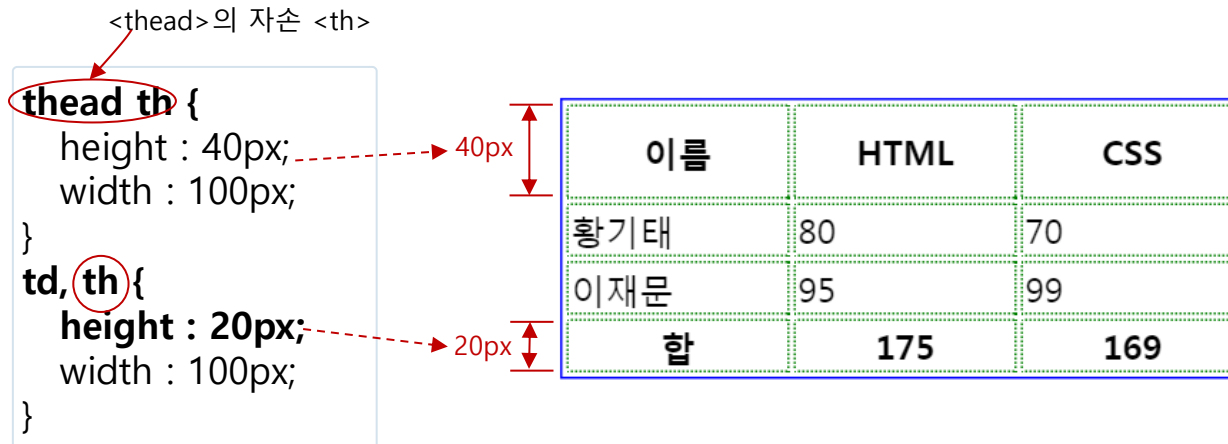 <thead>의 자손 <th>
thead th {
height : 40px;
width : 100px;
}
td, th {
height : 20px;
width : 100px;
}
40px
20px
이름 HTML CSS
황기태 80 70
이재문 95 99
합 175 169